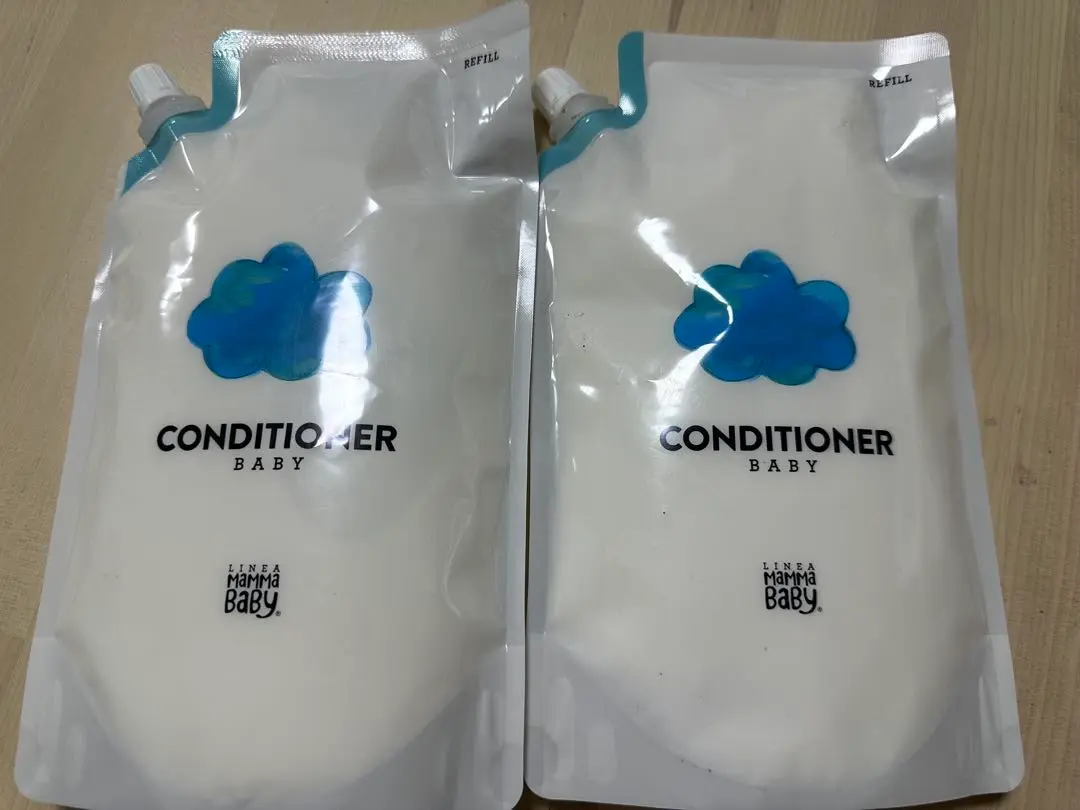 REFILL
CONDITIONER
BABY
LINEA
MAMMA
BABY®
REFILL
CONDITIONER
BABY
LINEA
MAMMA
BABY®